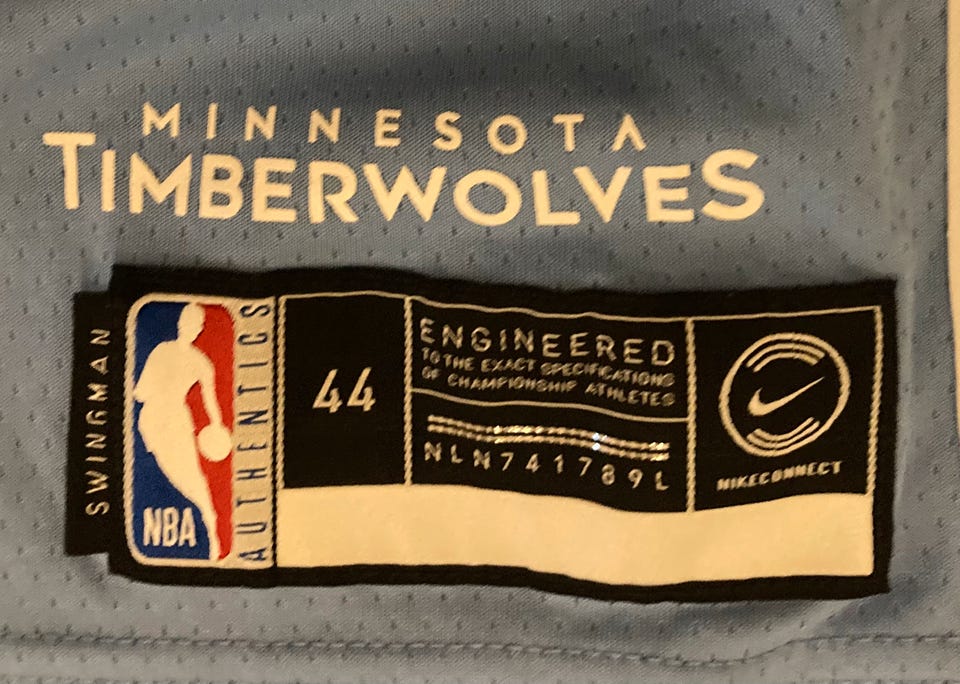 MINNESOTA
TIMBERWOLVES
SWINGMAN
NBA
AUTHENTICS
44
ENGINEERED
TO THE EXACT SPECIFICATIONS
OF CHAMPIONSHIP ATHLETES
NLN741789L
NIKECONNECT